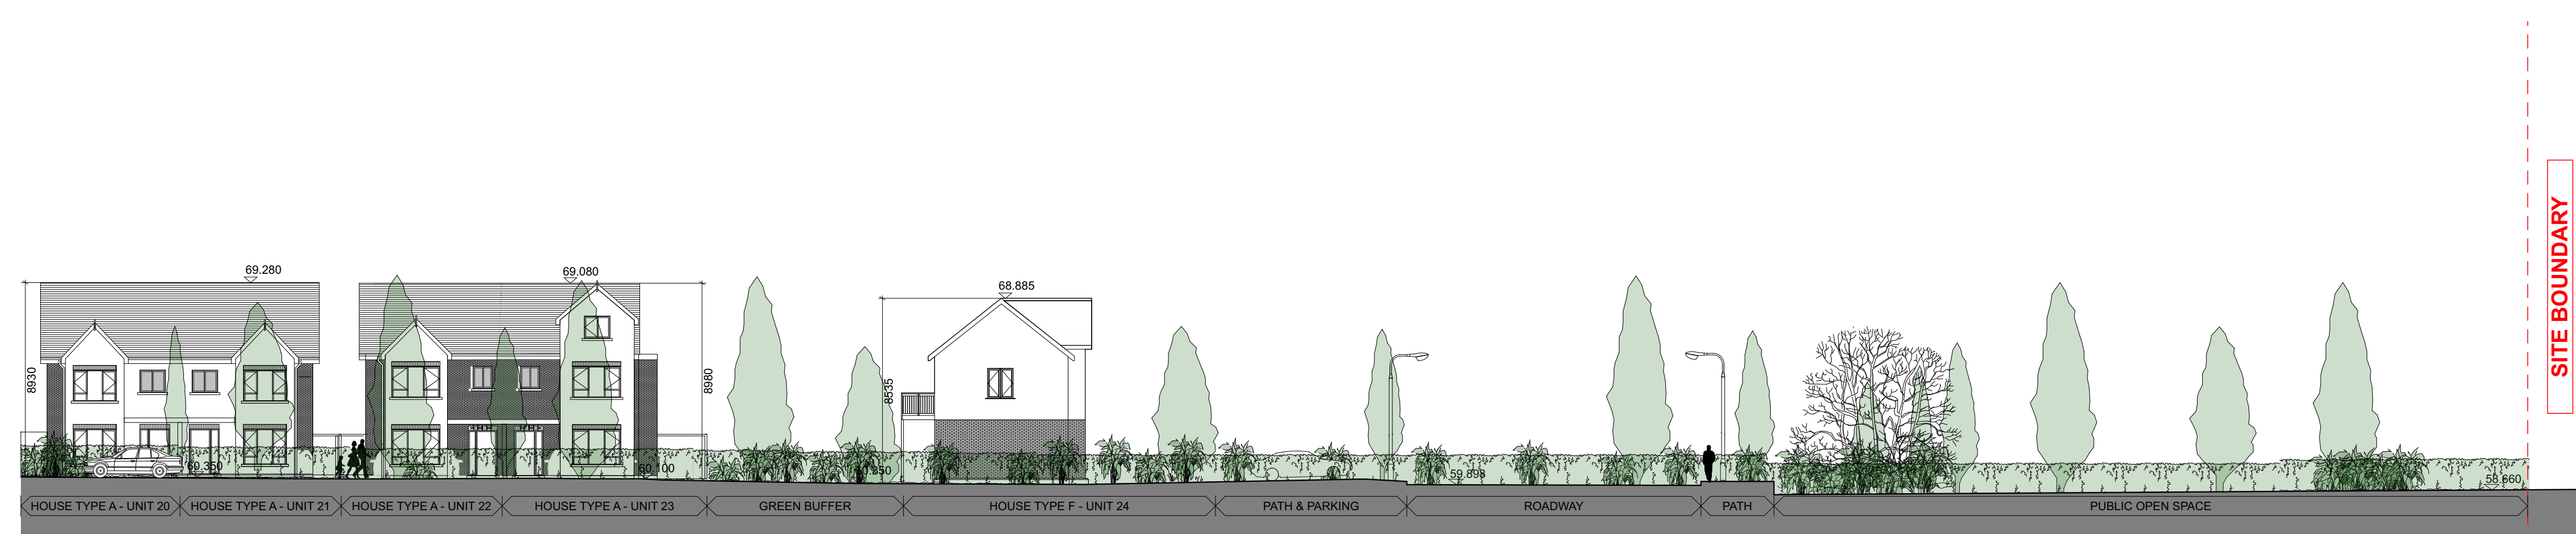 69.280
69.080
68.885
8930
8980
8535
60.350
60.100
59.898
58.660
HOUSE TYPE A - UNIT 20
HOUSE TYPE A - UNIT 21
HOUSE TYPE A - UNIT 22
HOUSE TYPE A - UNIT 23
GREEN BUFFER
HOUSE TYPE F - UNIT 24
PATH & PARKING
ROADWAY
PATH
PUBLIC OPEN SPACE
SITE BOUNDARY